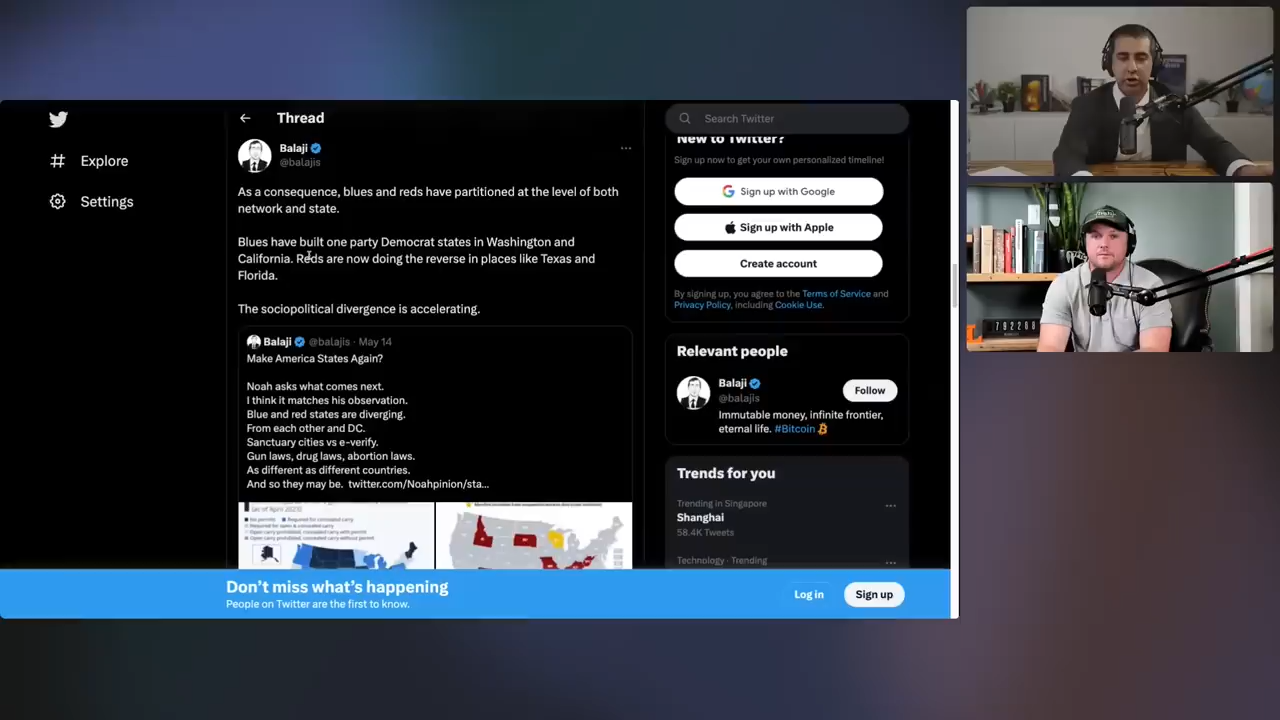 Explore
Settings
Thread
Balaji
@balajis
As a consequence, blues and reds have partitioned at the level of both
network and state.
Blues have built one party Democrat states in Washington and
California. Reds are now doing the reverse in places like Texas and
Florida.
The sociopolitical divergence is accelerating.
Balaji @balajis · May 14
Make America States Again?
Noah asks what comes next.
I think it matches his observation.
Blue and red states are diverging.
From each other and DC.
Sanctuary cities vs e-verify.
Gun laws, drug laws, abortion laws.
As different as different countries.
And so they may be. twitter.com/Noahpinion/sta...
Search Twitter
New to Twitter?
Sign up now to get your own personalized timeline!
Sign up with Google
Sign up with Apple
Create account
By signing up, you agree to the Terms of Service and
Privacy Policy, including Cookie Use.
Relevant people
Balaji
@balajis
Follow
Immutable money, infinite frontier,
eternal life. #Bitcoin
Trends for you
Trending in Singapore
Shanghai
58.4K Tweets
Technology · Trending
Don't miss what's happening
People on Twitter are the first to know.
Log in
Sign up